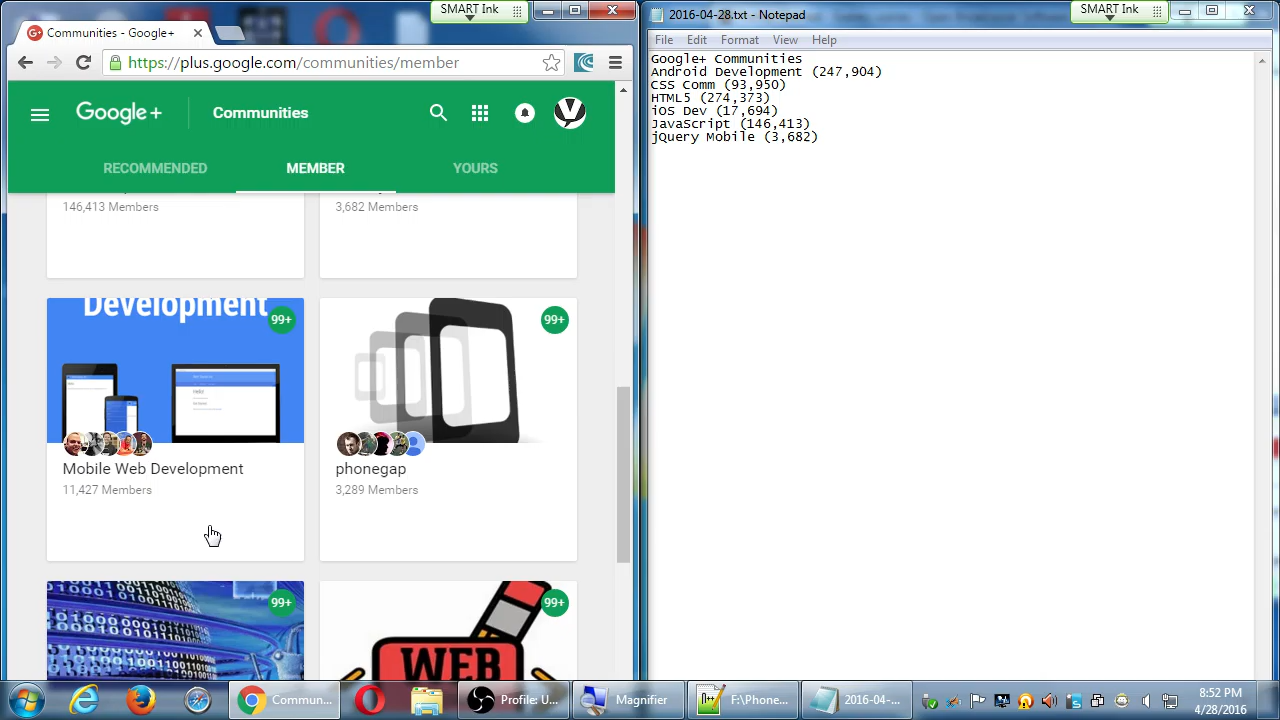 SMART Ink
Communities - Google+
https://plus.google.com/communities/member
Google+
Communities
RECOMMENDED
MEMBER
YOURS
146,413 Members
3,682 Members
Development
99+
99+
Mobile Web Development
11,427 Members
phonegap
3,289 Members
99+
99+
WEB
2016-04-28.txt - Notepad
SMART Ink
File Edit Format View Help
Google+ Communities
Android Development (247,904)
CSS Comm (93,950)
HTML5 (274,373)
iOS Dev (17,694)
JavaScript (146,413)
jQuery Mobile (3,682)
Commun...
Profile: U...
Magnifier
F:\Phone...
2016-04-...
8:52 PM
4/28/2016